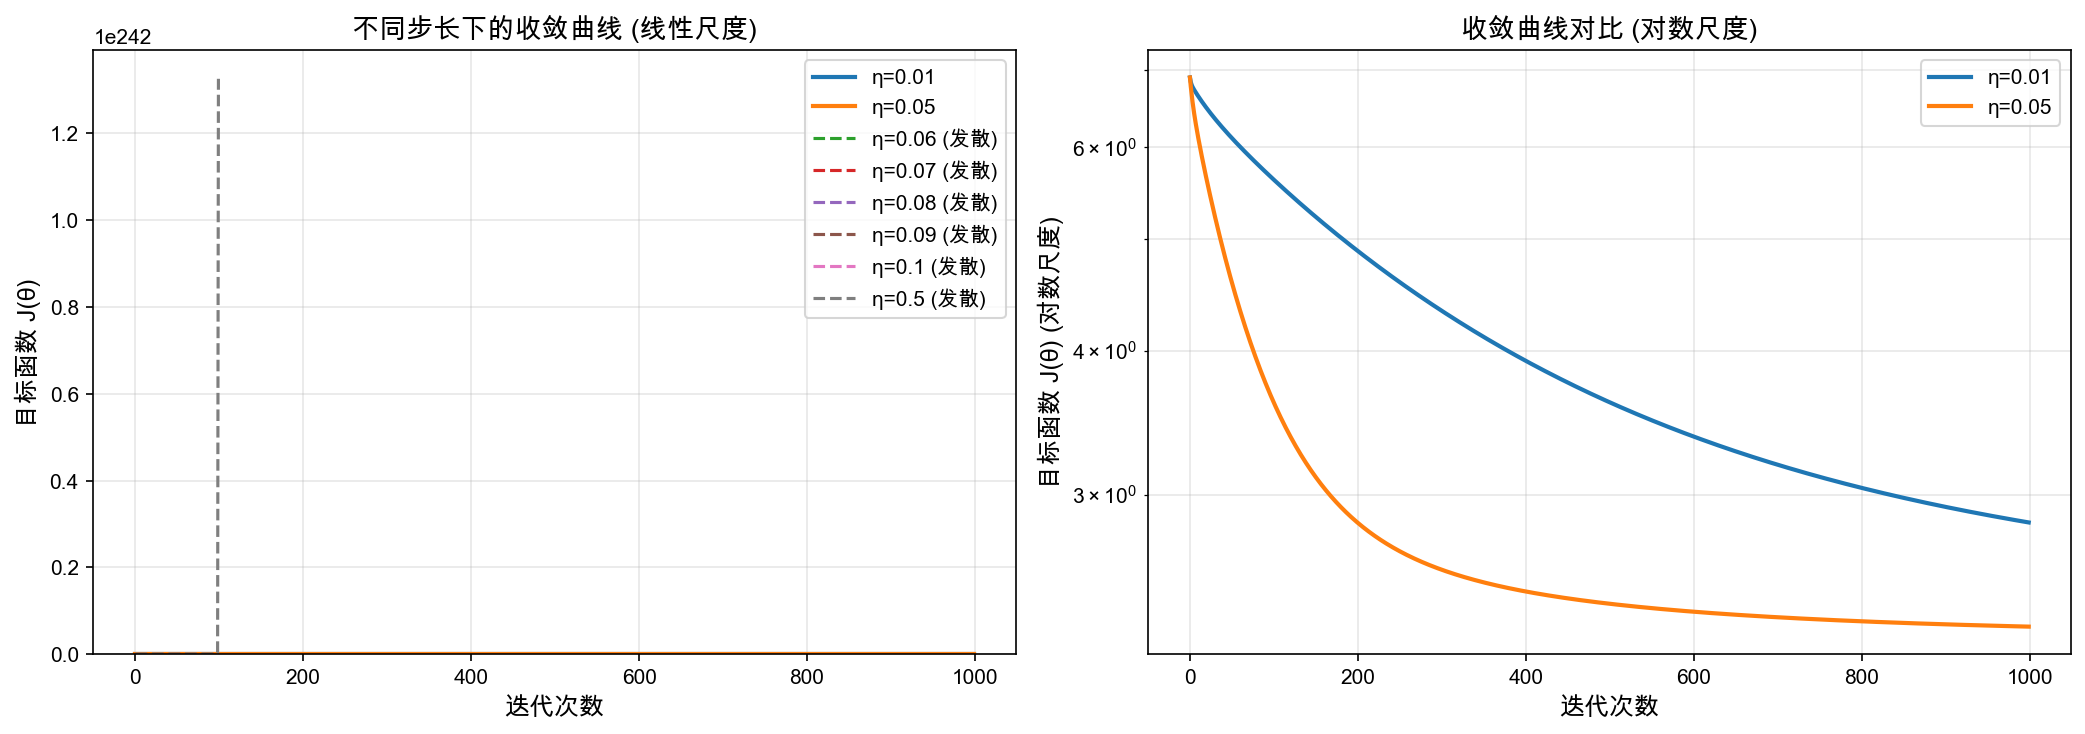 不同步长下的收敛曲线 (线性尺度)
1e242
1.2
1.0
0.8
0.6
0.4
0.2
0.0
目标函数 J(θ)
0 200 400 600 800 1000
迭代次数
η=0.01
η=0.05
η=0.06 (发散)
η=0.07 (发散)
η=0.08 (发散)
η=0.09 (发散)
η=0.1 (发散)
η=0.5 (发散)
收敛曲线对比 (对数尺度)
6 × 10⁰
4 × 10⁰
3 × 10⁰
目标函数 J(θ) (对数尺度)
0 200 400 600 800 1000
迭代次数
η=0.01
η=0.05